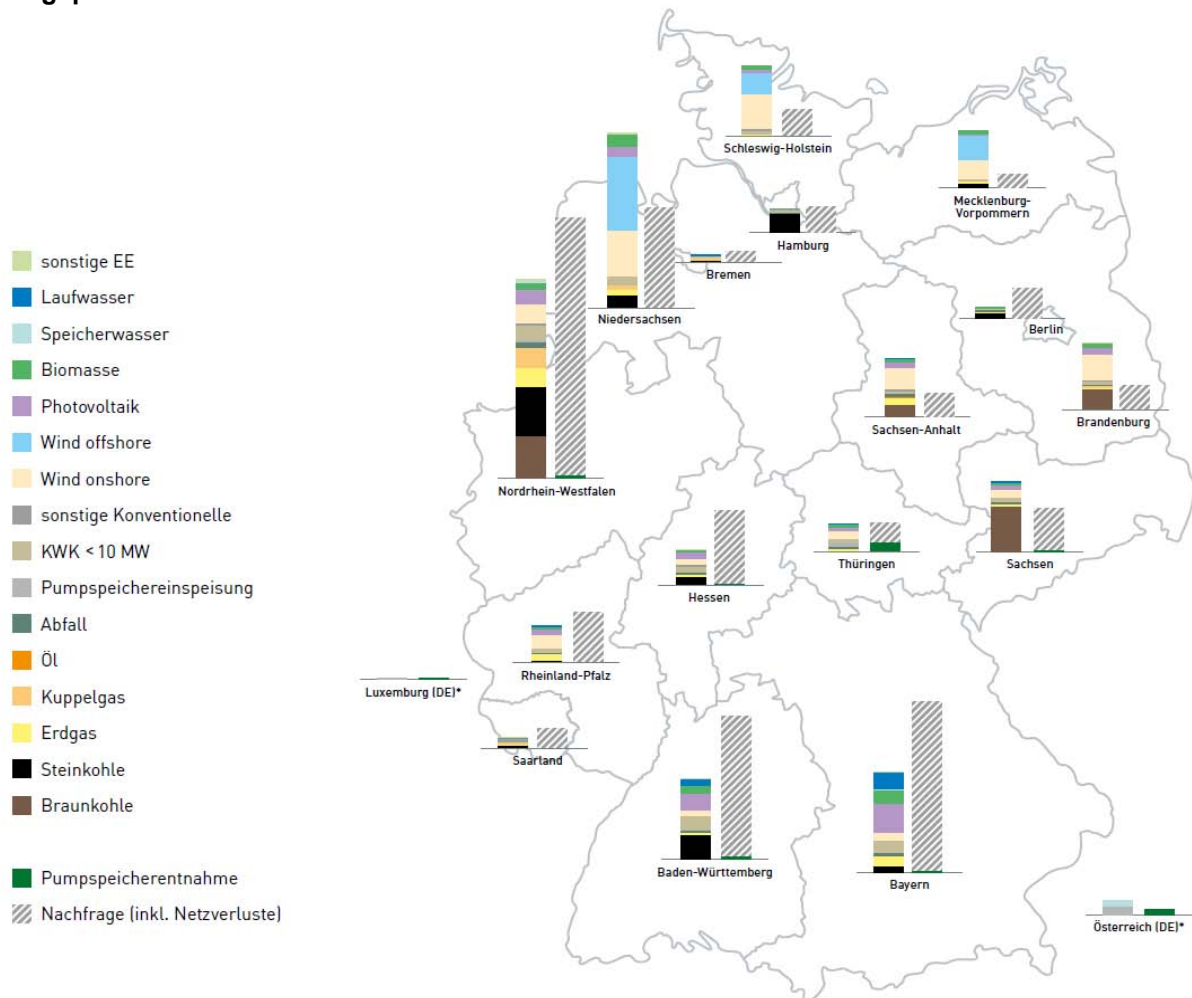 sonstige EE
Laufwasser
Speicherwasser
Biomasse
Photovoltaik
Wind offshore
Wind onshore
sonstige Konventionelle
KWK < 10 MW
Pumpspeichereinspeisung
Abfall
Öl
Kuppelgas
Erdgas
Steinkohle
Braunkohle
Pumpspeicherentnahme
Nachfrage (inkl. Netzverluste)
Schleswig-Holstein
Mecklenburg-
Vorpommern
Hamburg
Bremen
Niedersachsen
Berlin
Sachsen-Anhalt
Brandenburg
Nordrhein-Westfalen
Thüringen
Sachsen
Hessen
Rheinland-Pfalz
Luxemburg (DE)*
Saarland
Baden-Württemberg
Bayern
Österreich (DE)*